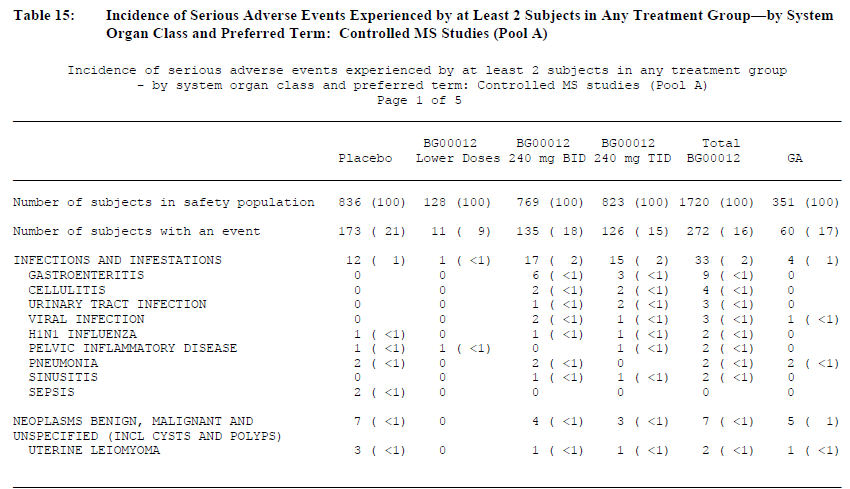 Table 15: Incidence of Serious Adverse Events Experienced by at Least 2 Subjects in Any Treatment Group—by System
Organ Class and Preferred Term: Controlled MS Studies (Pool A)
Incidence of serious adverse events experienced by at least 2 subjects in any treatment group
- by system organ class and preferred term: Controlled MS studies (Pool A)
Page 1 of 5
BG00012 BG00012 BG00012 Total
Placebo Lower Doses 240 mg BID 240 mg TID BG00012 GA
Number of subjects in safety population 836 (100) 128 (100) 769 (100) 823 (100) 1720 (100) 351 (100)
Number of subjects with an event 173 ( 21) 11 ( 9) 135 ( 18) 126 ( 15) 272 ( 16) 60 ( 17)
INFECTIONS AND INFESTATIONS 12 ( 1) 1 ( <1) 17 ( 2) 15 ( 2) 33 ( 2) 4 ( 1)
GASTROENTERITIS 0 0 6 ( <1) 3 ( <1) 9 ( <1) 0
CELLULITIS 0 0 2 ( <1) 2 ( <1) 4 ( <1) 0
URINARY TRACT INFECTION 0 0 1 ( <1) 2 ( <1) 3 ( <1) 0
VIRAL INFECTION 0 0 2 ( <1) 1 ( <1) 3 ( <1) 1 ( <1)
H1N1 INFLUENZA 1 ( <1) 0 1 ( <1) 1 ( <1) 2 ( <1) 0
PELVIC INFLAMMATORY DISEASE 1 ( <1) 1 ( <1) 0 1 ( <1) 2 ( <1) 0
PNEUMONIA 2 ( <1) 0 2 ( <1) 0 2 ( <1) 2 ( <1)
SINUSITIS 0 0 1 ( <1) 1 ( <1) 2 ( <1) 0
SEPSIS 2 ( <1) 0 0 0 0 0
NEOPLASMS BENIGN, MALIGNANT AND 7 ( <1) 0 4 ( <1) 3 ( <1) 7 ( <1) 5 ( 1)
UNSPECIFIED (INCL CYSTS AND POLYPS)
UTERINE LEIOMYOMA 3 ( <1) 0 1 ( <1) 1 ( <1) 2 ( <1) 1 ( <1)